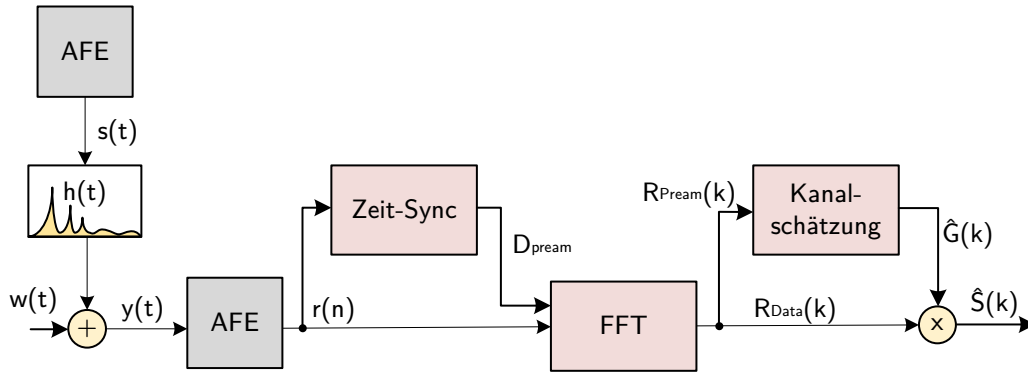 AFE
s(t)
h(t)
w(t)
+
y(t)
AFE
r(n)
Zeit-Sync
Dpream
FFT
RPream(k)
Kanal-
schätzung
Ĝ(k)
RData(k)
x
Ŝ(k)